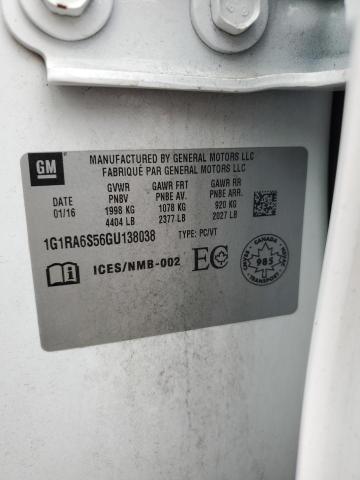 GM
MANUFACTURED BY GENERAL MOTORS LLC
FABRIQUÉ PAR GENERAL MOTORS LLC
GVWR GAWR FRT GAWR RR
DATE PNBV PNBE AV. PNBE ARR.
01/16 1998 KG 1078 KG 920 KG
4404 LB 2377 LB 2027 LB
1G1RA6S56GU138038 TYPE: PC/VT
ICES/NMB-002 EC
CANADA
985